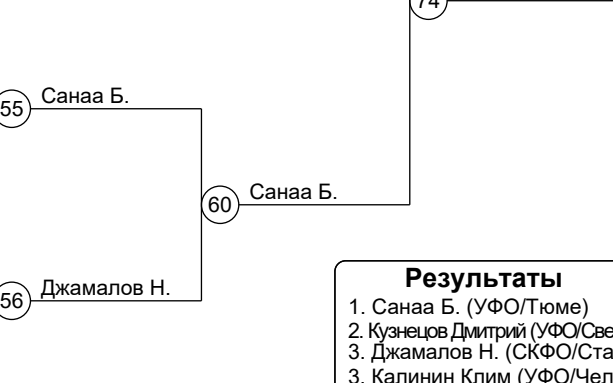 74
55 Санаа Б.
60 Санаа Б.
56 Джамалов Н.
Результаты
1. Санаа Б. (УФО/Тюме)
2. Кузнецов Дмитрий (УФО/Све
3. Джамалов Н. (СКФО/Ста
3. Калинин Клим (УФО/Чел